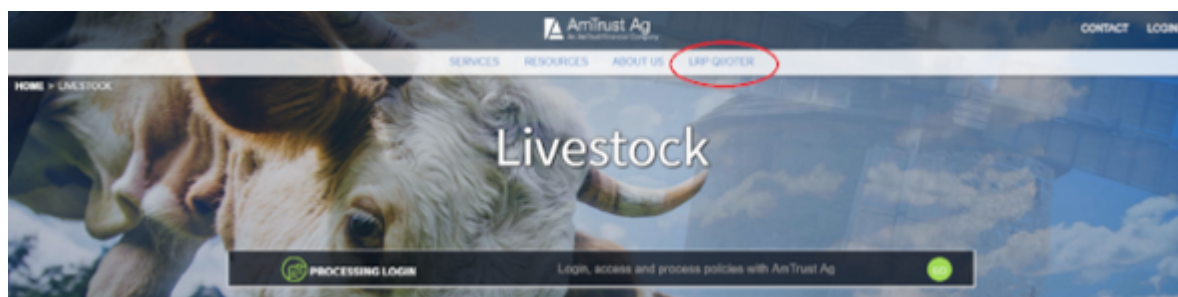 AmTrust Ag
An AmTrust Financial Company
CONTACT LOGIN
SERVICES RESOURCES ABOUT US LRP QUOTER
HOME > LIVESTOCK
Livestock
PROCESSING LOGIN Login, access and process policies with AmTrust Ag GO